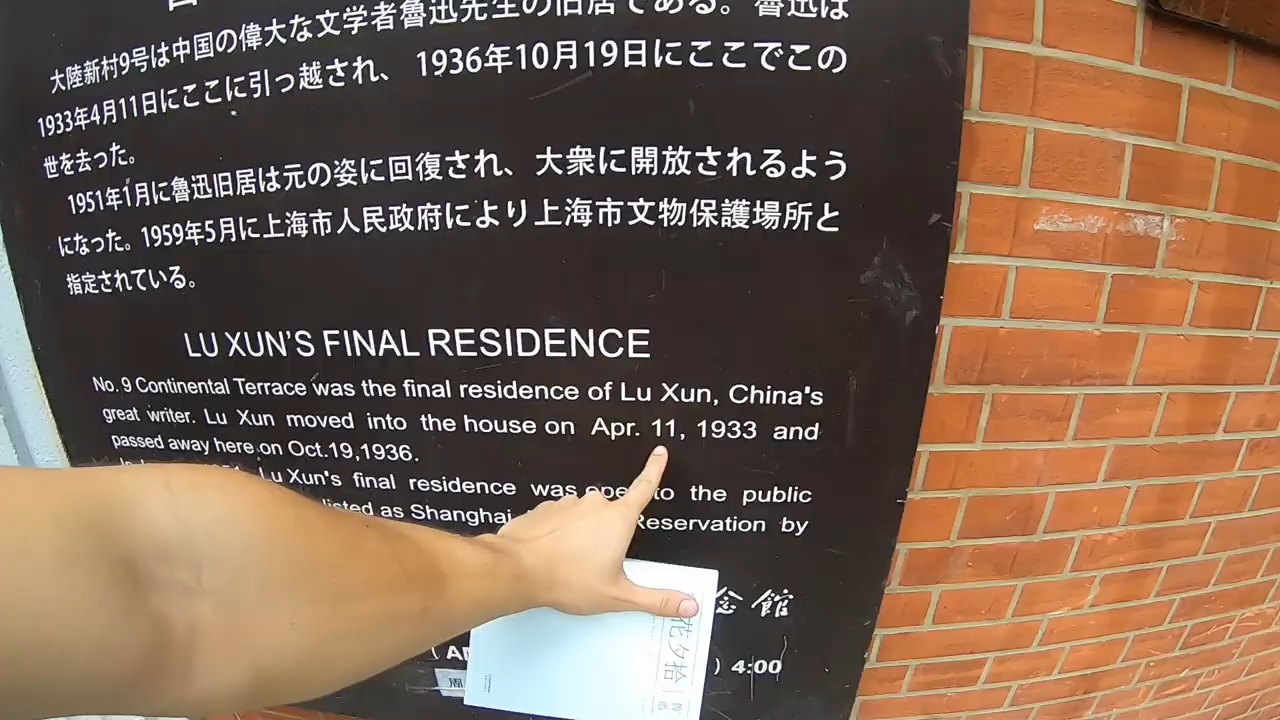 の旧居である。魯迅は
大陸新村9号は中国の偉大な文学者魯迅先生
1933年4月11日にここに引っ越され、 1936年10月19日にここでこの
世を去った。
1951年1月に魯迅旧居は元の姿に回復され、大衆に開放されるよう
になった。1959年5月に上海市人民政府により上海市文物保護場所と
指定されている。
LU XUN'S FINAL RESIDENCE
No. 9 Continental Terrace was the final residence of Lu Xun, China's
great writer. Lu Xun moved into the house on Apr. 11, 1933 and
passed away here on Oct.19,1936.
Lu Xun's final residence was open to the public
listed as Shanghai Reservation by
念館
) 4:00
花夕拾